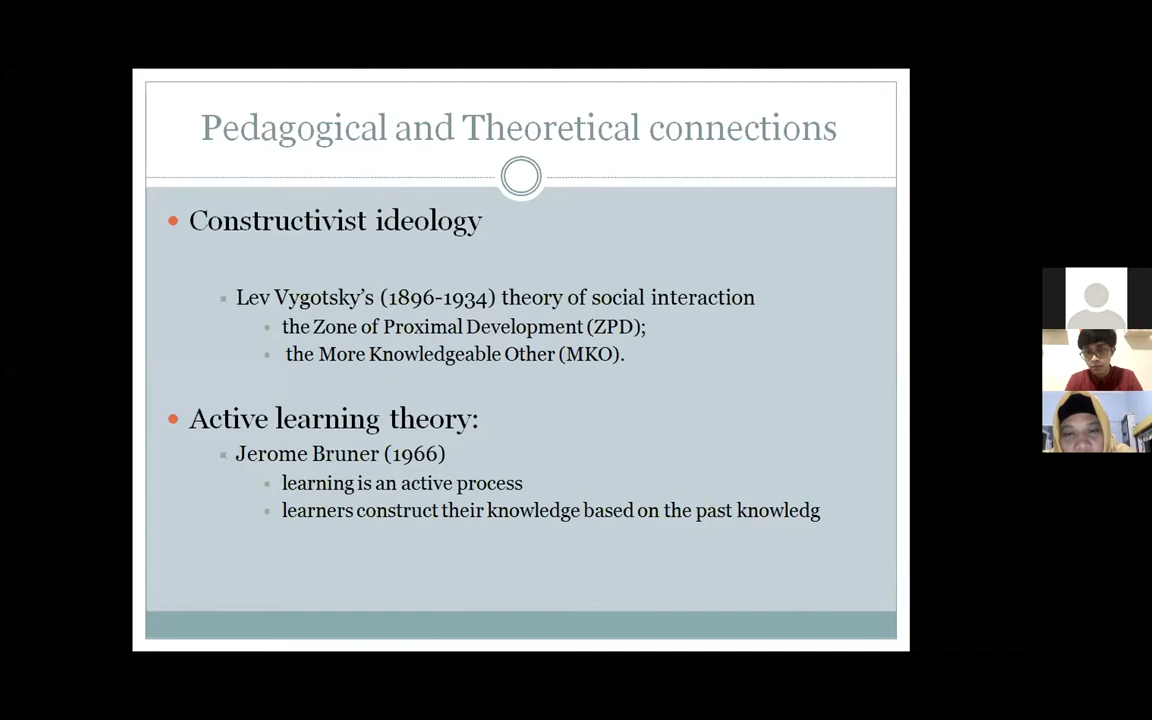 Pedagogical and Theoretical connections
Constructivist ideology
Lev Vygotsky's (1896-1934) theory of social interaction
the Zone of Proximal Development (ZPD);
the More Knowledgeable Other (MKO).
Active learning theory:
Jerome Bruner (1966)
learning is an active process
learners construct their knowledge based on the past knowledg